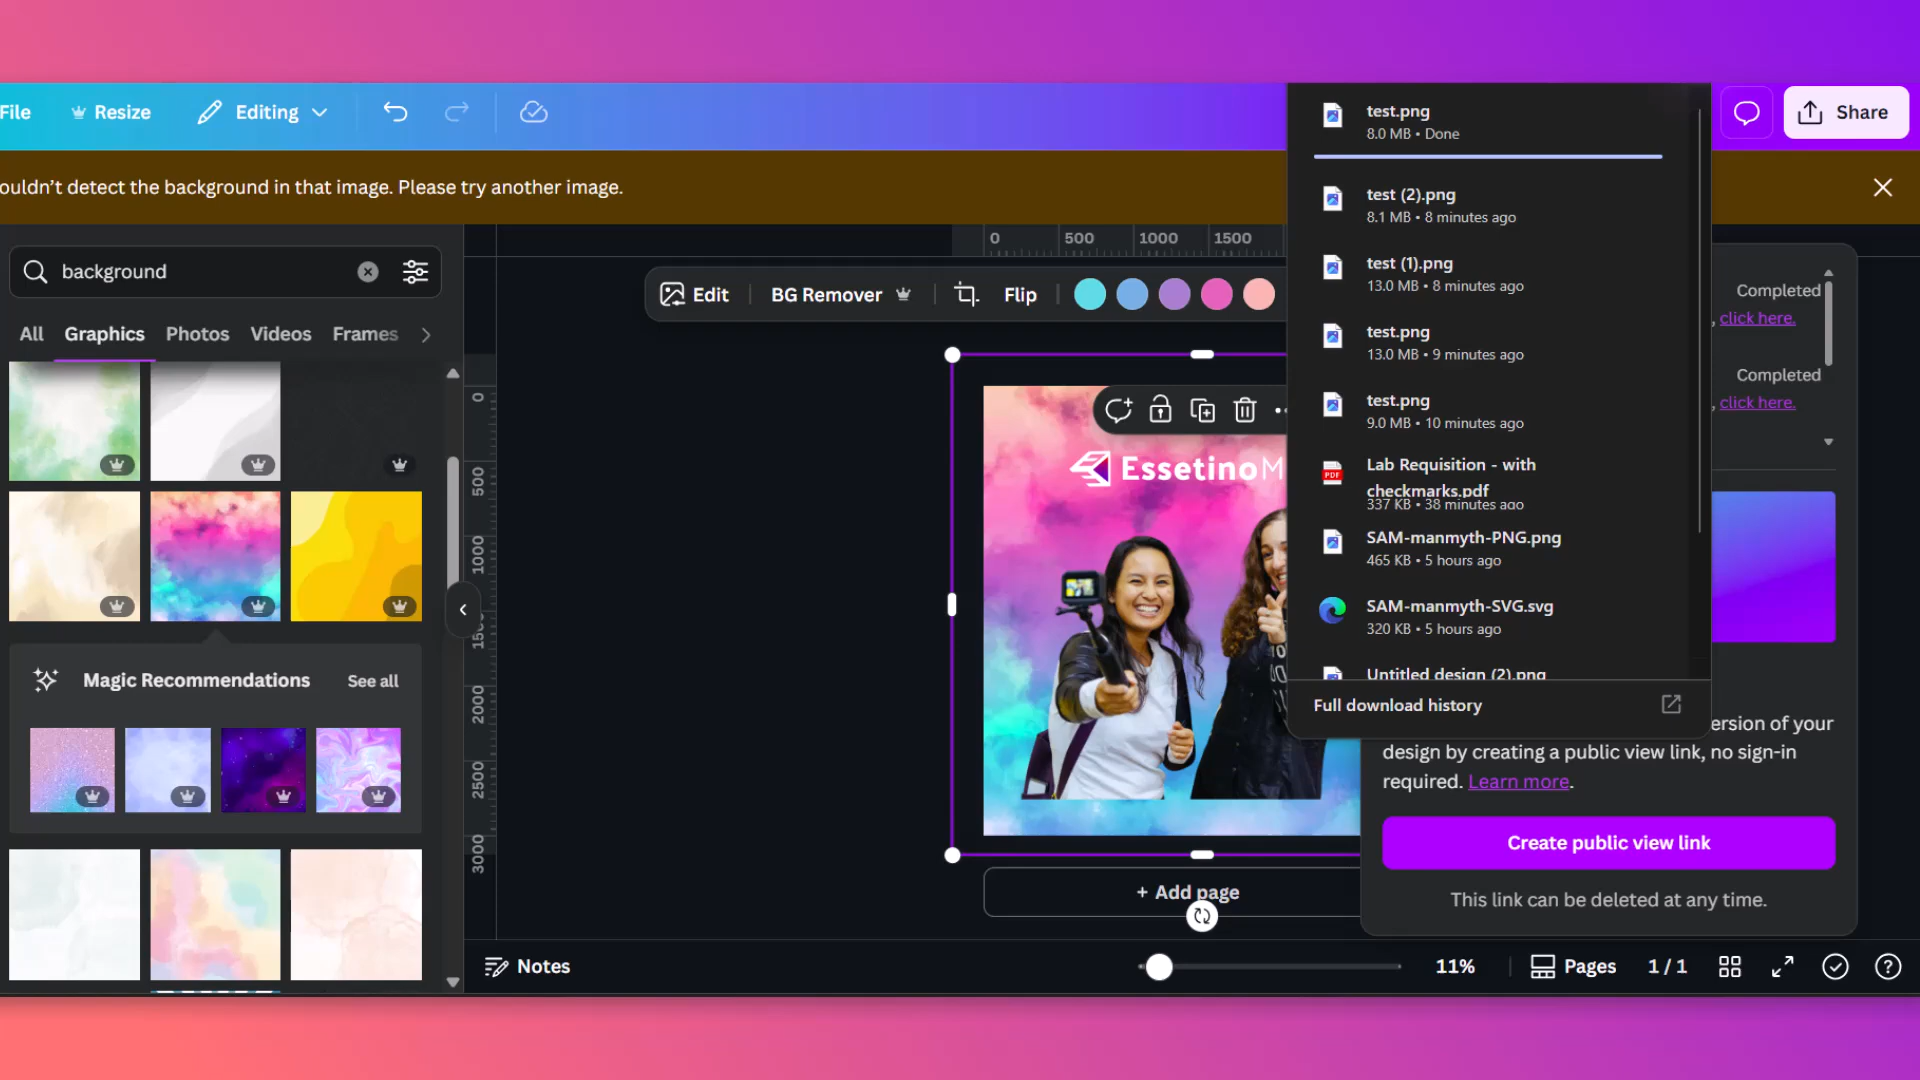 File
Resize
Editing
Share
test.png
8.0 MB • Done
ouldn't detect the background in that image. Please try another image.
test (2).png
8.1 MB • 8 minutes ago
test (1).png
13.0 MB • 8 minutes ago
test.png
13.0 MB • 9 minutes ago
test.png
9.0 MB • 10 minutes ago
Lab Requisition - with
checkmarks.pdf
337 KB • 38 minutes ago
PDF
SAM-manmyth-PNG.png
465 KB • 5 hours ago
SAM-manmyth-SVG.svg
320 KB • 5 hours ago
Untitled design (2).png
Full download history
background
All
Graphics
Photos
Videos
Frames
Magic Recommendations
See all
0
500
1000
1500
Edit
BG Remover
Flip
0
500
1000
150
2000
2500
3000
EssetinoM
+ Add page
Completed
, click here.
Completed
, click here.
ersion of your
design by creating a public view link, no sign-in
required. Learn more.
Create public view link
This link can be deleted at any time.
Notes
11%
Pages
1 / 1